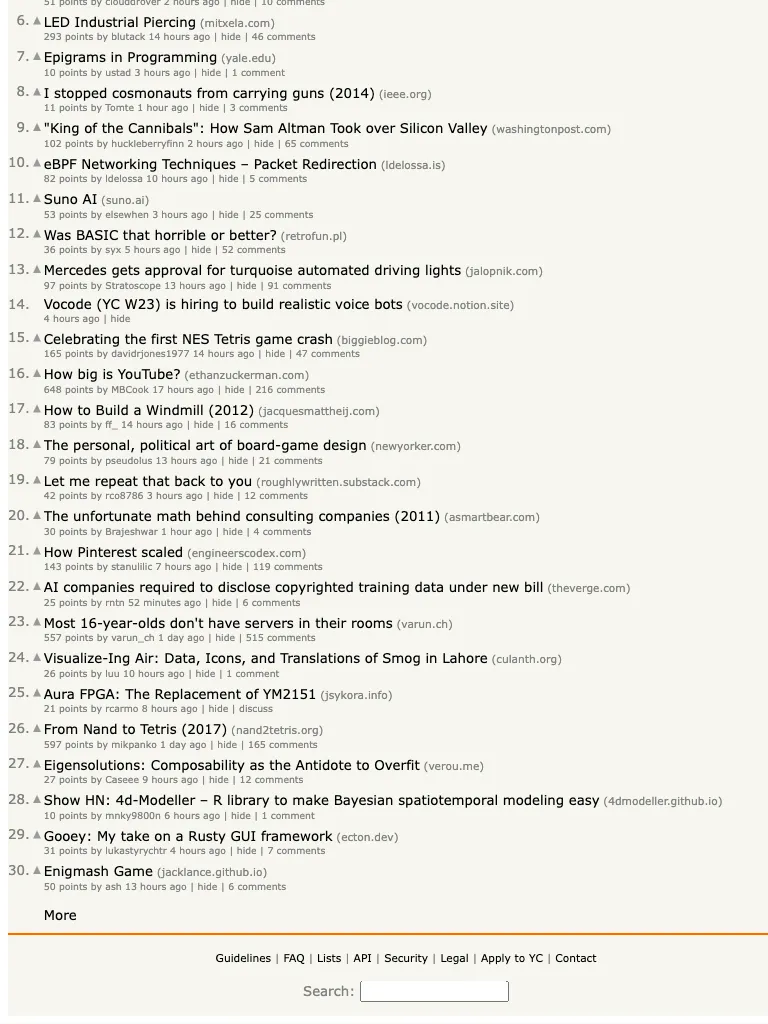 51 points by clouddrover 2 hours ago | hide | 10 comments
6. ▲ LED Industrial Piercing (mitxela.com)
293 points by blutack 14 hours ago | hide | 46 comments
7. ▲ Epigrams in Programming (yale.edu)
10 points by ustad 3 hours ago | hide | 1 comment
8. ▲ I stopped cosmonauts from carrying guns (2014) (ieee.org)
11 points by Tomte 1 hour ago | hide | 3 comments
9. ▲ "King of the Cannibals": How Sam Altman Took over Silicon Valley (washingtonpost.com)
102 points by huckleberryfinn 2 hours ago | hide | 65 comments
10. ▲ eBPF Networking Techniques – Packet Redirection (ldelossa.is)
82 points by ldelossa 10 hours ago | hide | 5 comments
11. ▲ Suno AI (suno.ai)
53 points by elsewhen 3 hours ago | hide | 25 comments
12. ▲ Was BASIC that horrible or better? (retrofun.pl)
36 points by syx 5 hours ago | hide | 52 comments
13. ▲ Mercedes gets approval for turquoise automated driving lights (jalopnik.com)
97 points by Stratoscope 13 hours ago | hide | 91 comments
14. Vocode (YC W23) is hiring to build realistic voice bots (vocode.notion.site)
4 hours ago | hide
15. ▲ Celebrating the first NES Tetris game crash (biggieblog.com)
165 points by davidrjones1977 14 hours ago | hide | 47 comments
16. ▲ How big is YouTube? (ethanzuckerman.com)
648 points by MBCook 17 hours ago | hide | 216 comments
17. ▲ How to Build a Windmill (2012) (jacquesmattheij.com)
83 points by ff_ 14 hours ago | hide | 16 comments
18. ▲ The personal, political art of board-game design (newyorker.com)
79 points by pseudolus 13 hours ago | hide | 21 comments
19. ▲ Let me repeat that back to you (roughlywritten.substack.com)
42 points by rco8786 3 hours ago | hide | 12 comments
20. ▲ The unfortunate math behind consulting companies (2011) (asmartbear.com)
30 points by Brajeshwar 1 hour ago | hide | 4 comments
21. ▲ How Pinterest scaled (engineerscodex.com)
143 points by stanulilic 7 hours ago | hide | 119 comments
22. ▲ AI companies required to disclose copyrighted training data under new bill (theverge.com)
25 points by rntn 52 minutes ago | hide | 6 comments
23. ▲ Most 16-year-olds don't have servers in their rooms (varun.ch)
557 points by varun_ch 1 day ago | hide | 515 comments
24. ▲ Visualize-Ing Air: Data, Icons, and Translations of Smog in Lahore (culanth.org)
26 points by luu 10 hours ago | hide | 1 comment
25. ▲ Aura FPGA: The Replacement of YM2151 (jsykora.info)
21 points by rcarmo 8 hours ago | hide | discuss
26. ▲ From Nand to Tetris (2017) (nand2tetris.org)
597 points by mikpanko 1 day ago | hide | 165 comments
27. ▲ Eigensolutions: Composability as the Antidote to Overfit (verou.me)
27 points by Caseee 9 hours ago | hide | 12 comments
28. ▲ Show HN: 4d-Modeller – R library to make Bayesian spatiotemporal modeling easy (4dmodeller.github.io)
10 points by mnky9800n 6 hours ago | hide | 1 comment
29. ▲ Gooey: My take on a Rusty GUI framework (ecton.dev)
31 points by lukastyrychtr 4 hours ago | hide | 7 comments
30. ▲ Enigmash Game (jacklance.github.io)
50 points by ash 13 hours ago | hide | 6 comments
More
Guidelines | FAQ | Lists | API | Security | Legal | Apply to YC | Contact
Search: